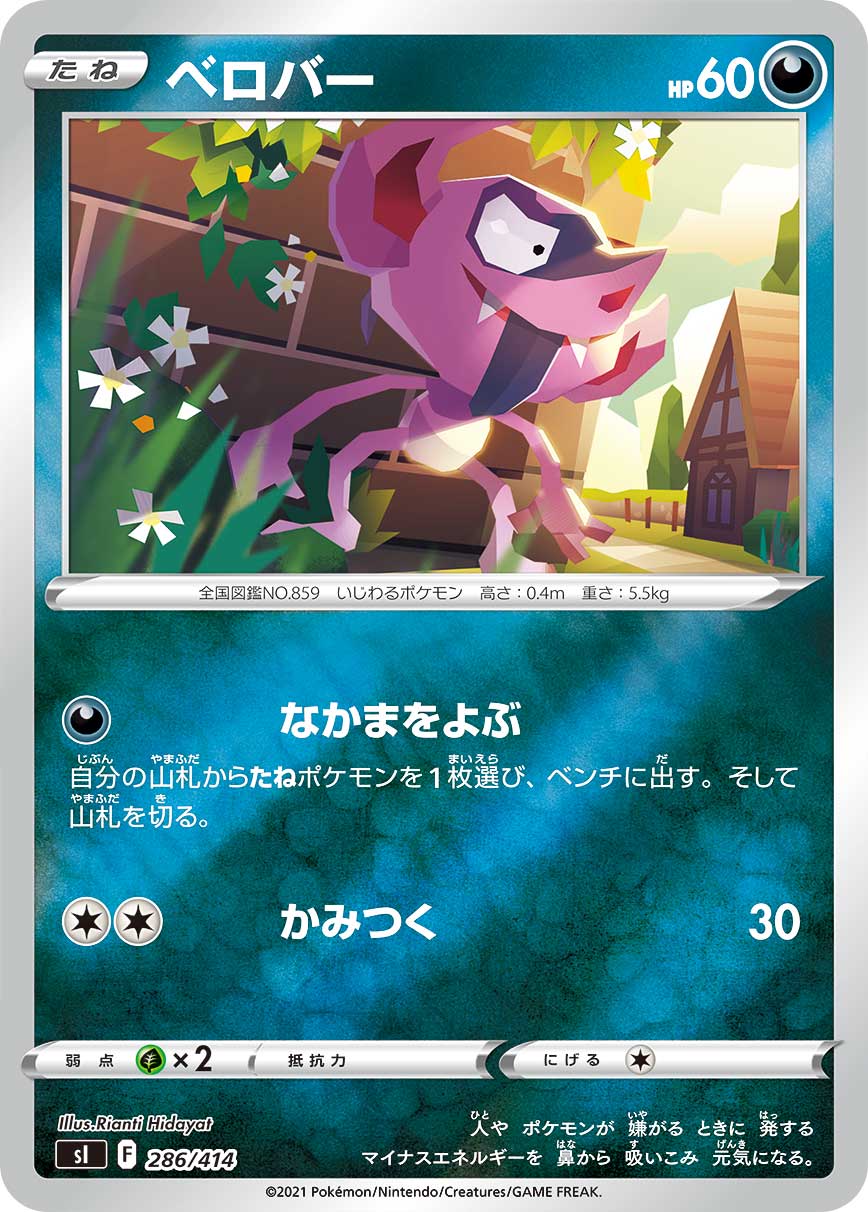 たね ベロバー HP60
全国図鑑NO.859 いじわるポケモン 高さ:0.4m 重さ:5.5kg
なかまをよぶ
自分の山札からたねポケモンを1枚選び、ベンチに出す。そして
山札を切る。
かみつく 30
弱点 ×2 抵抗力 にげる
Illus.Rianti Hidayat
人や ポケモンが 嫌がる ときに 発する
マイナスエネルギーを 鼻から 吸いこみ 元気になる。
sI F 286/414
©2021 Pokémon/Nintendo/Creatures/GAME FREAK.